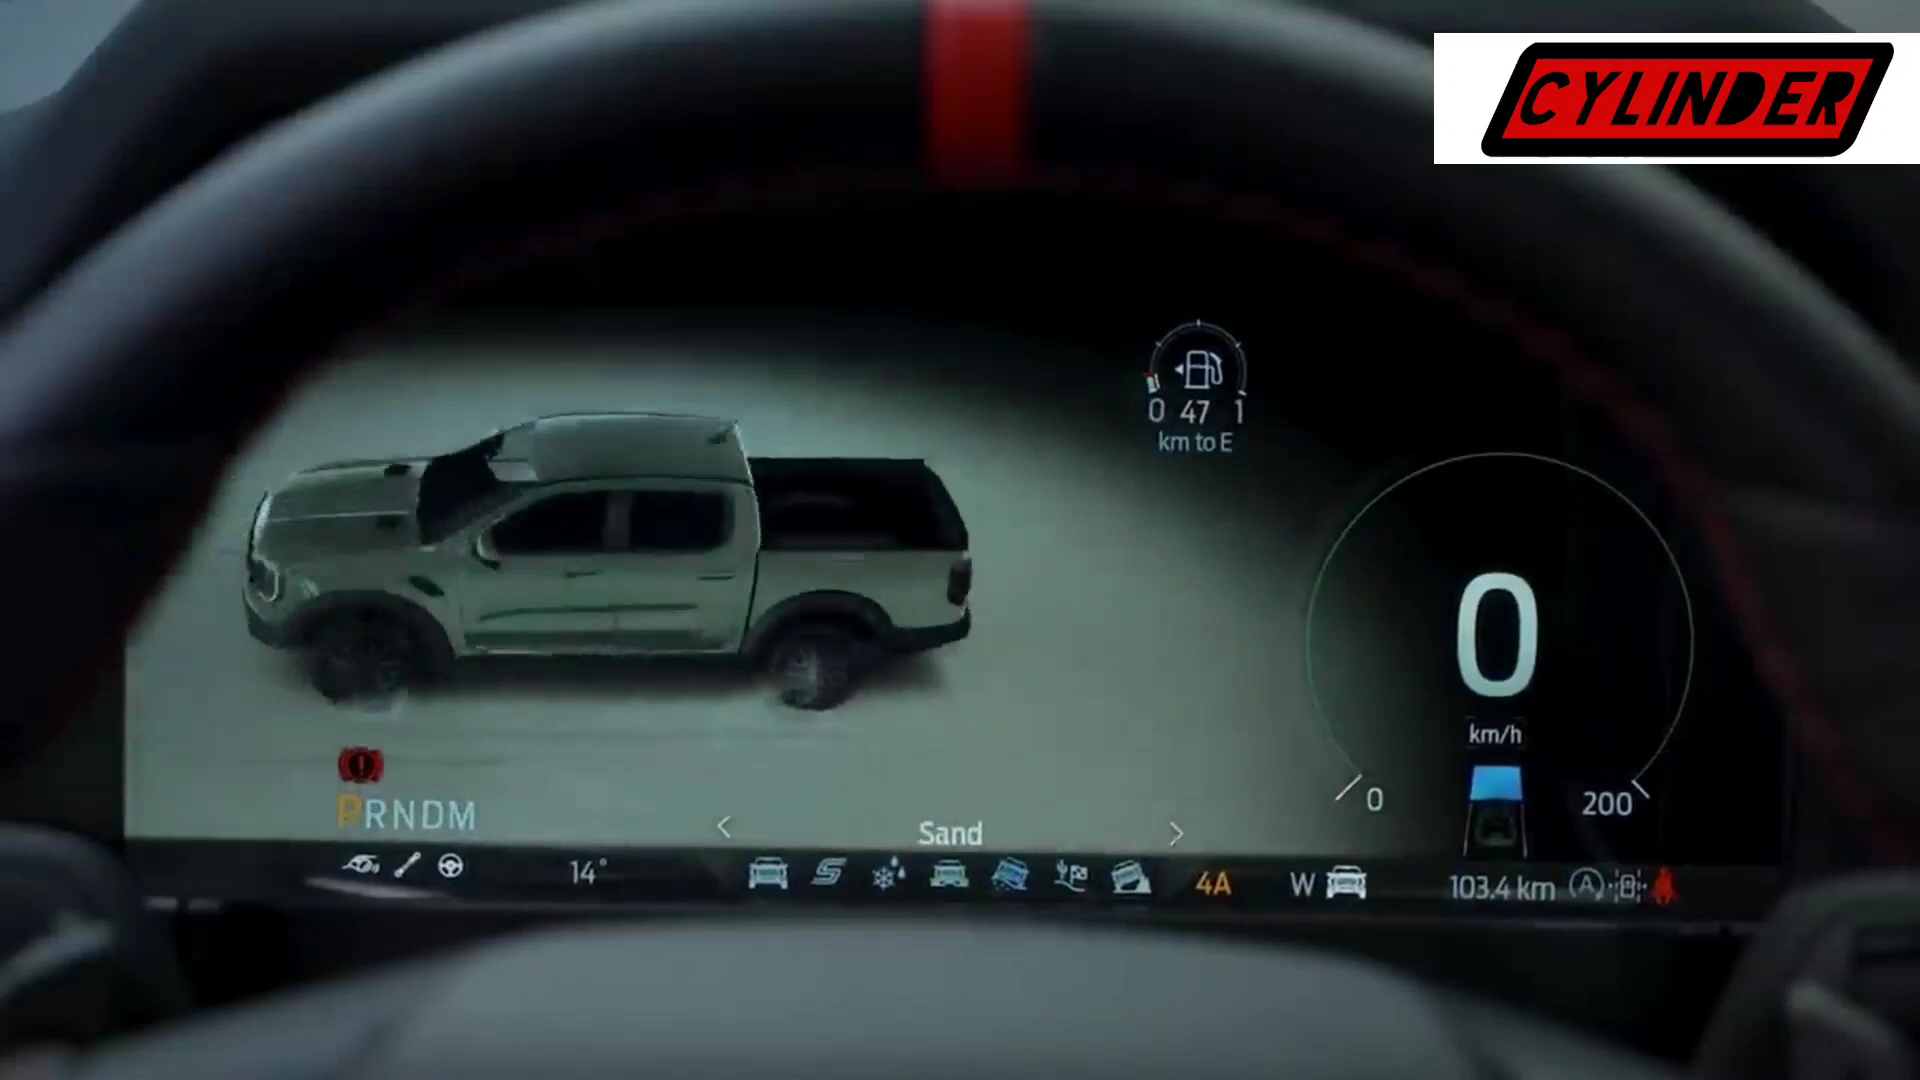 CYLINDER
0 47 1
km to E
0
km/h
0
200
PRNDM
Sand
14°
4A
W
103.4 km
A